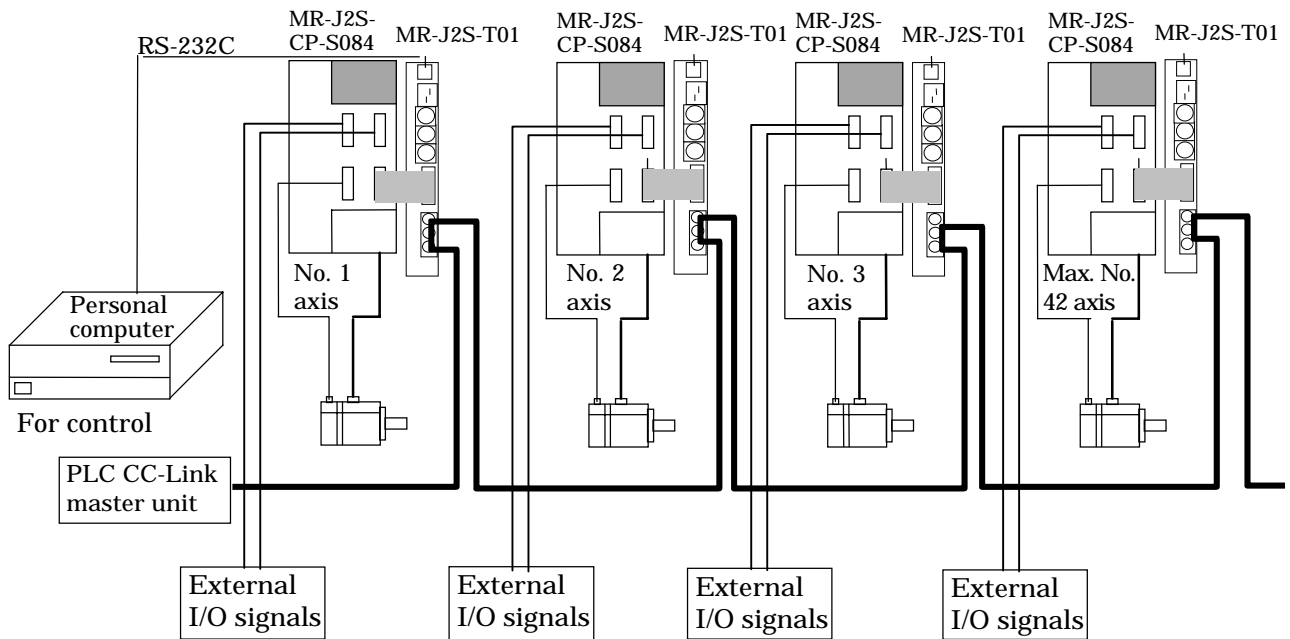 MR-J2S-
CP-S084
MR-J2S-T01
MR-J2S-
CP-S084
MR-J2S-T01
MR-J2S-
CP-S084
MR-J2S-T01
MR-J2S-
CP-S084
MR-J2S-T01
RS-232C
No. 1
axis
No. 2
axis
No. 3
axis
Max. No.
42 axis
Personal
computer
For control
PLC CC-Link
master unit
External
I/O signals
External
I/O signals
External
I/O signals
External
I/O signals